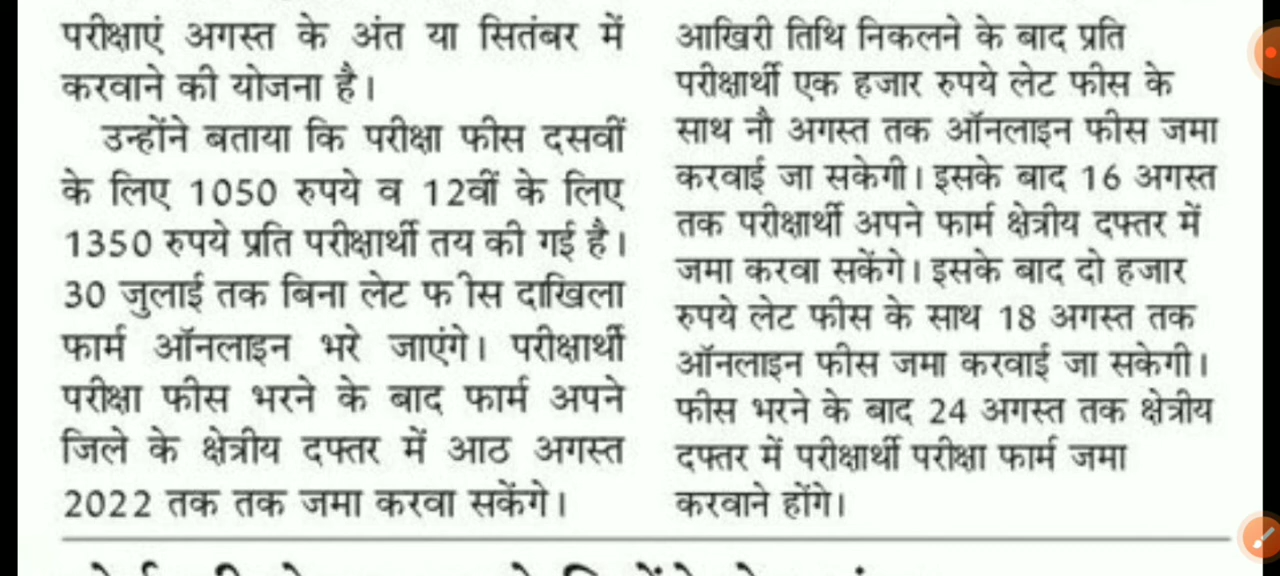 परीक्षाएं अगस्त के अंत या सितंबर में
करवाने की योजना है।
उन्होंने बताया कि परीक्षा फीस दसवीं
के लिए 1050 रुपये व 12वीं के लिए
1350 रुपये प्रति परीक्षार्थी तय की गई है।
30 जुलाई तक बिना लेट फ ीस दाखिला
फार्म ऑनलाइन भरे जाएंगे। परीक्षार्थी
परीक्षा फीस भरने के बाद फार्म अपने
जिले के क्षेत्रीय दफ्तर में आठ अगस्त
2022 तक तक जमा करवा सकेंगे।
आखिरी तिथि निकलने के बाद प्रति
परीक्षार्थी एक हजार रुपये लेट फीस के
साथ नौ अगस्त तक ऑनलाइन फीस जमा
करवाई जा सकेगी। इसके बाद 16 अगस्त
तक परीक्षार्थी अपने फार्म क्षेत्रीय दफ्तर में
जमा करवा सकेंगे। इसके बाद दो हजार
रुपये लेट फीस के साथ 18 अगस्त तक
ऑनलाइन फीस जमा करवाई जा सकेगी।
फीस भरने के बाद 24 अगस्त तक क्षेत्रीय
दफ्तर में परीक्षार्थी परीक्षा फार्म जमा
करवाने होंगे।